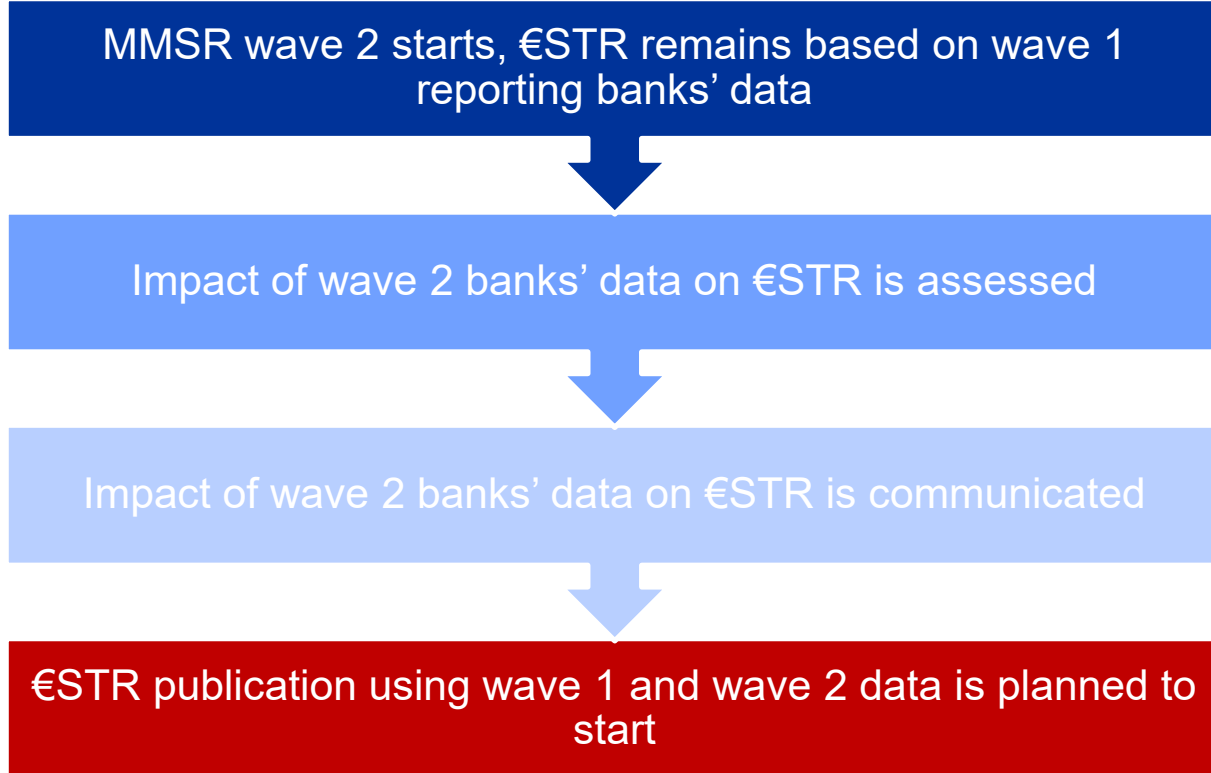 MMSR wave 2 starts, €STR remains based on wave 1
reporting banks’ data
Impact of wave 2 banks’ data on €STR is assessed
Impact of wave 2 banks’ data on €STR is communicated
€STR publication using wave 1 and wave 2 data is planned to
start